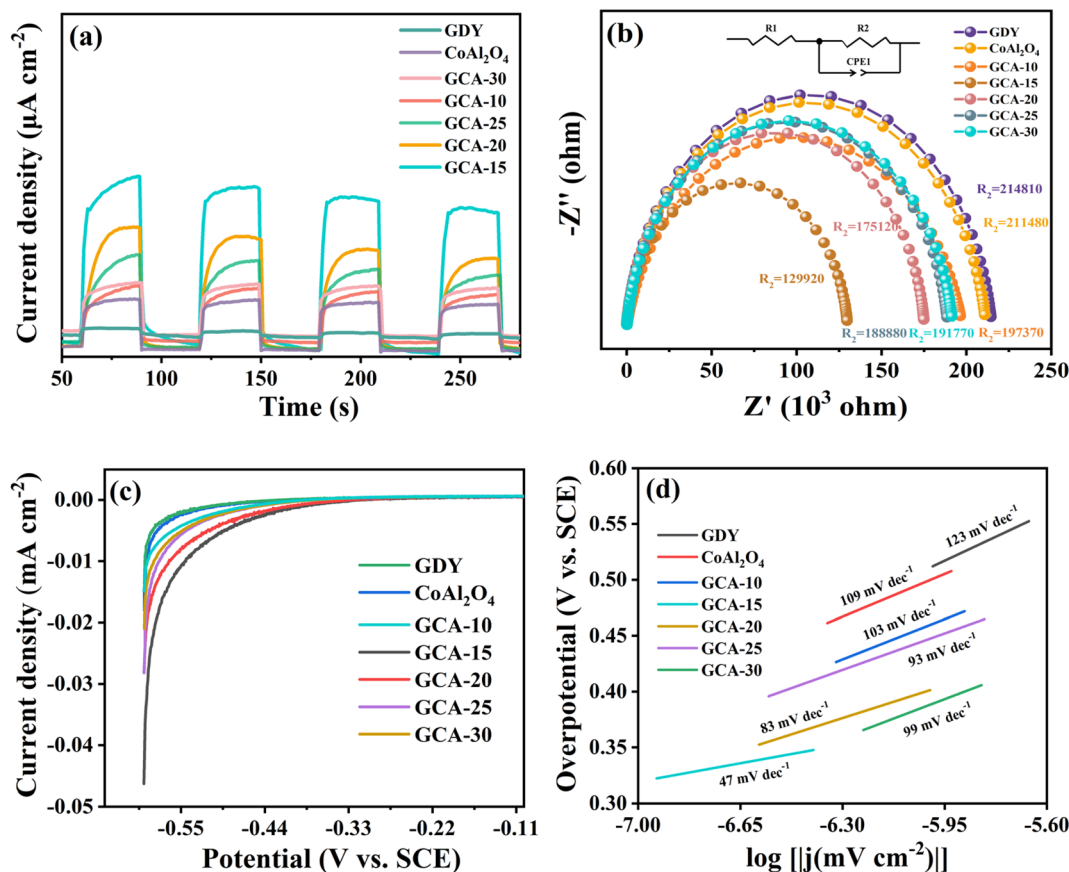 (a)
GDY
CoAl₂O₄
GCA-30
GCA-10
GCA-25
GCA-20
GCA-15
Current density (μA cm⁻²)
50 100 150 200 250
Time (s)
(b)
R1 R2
CPE1
GDY
CoAl₂O₄
GCA-10
GCA-15
GCA-20
GCA-25
GCA-30
R₂=214810
R₂=175120
R₂=211480
R₂=129920
R₂=188880 R₂=191770 R₂=197370
-Z'' (ohm)
0 50 100 150 200 250
Z' (10³ ohm)
(c)
0.00
-0.01
-0.02
-0.03
-0.04
-0.05
GDY
CoAl₂O₄
GCA-10
GCA-15
GCA-20
GCA-25
GCA-30
Current density (mA cm⁻²)
-0.55 -0.44 -0.33 -0.22 -0.11
Potential (V vs. SCE)
(d)
0.60
0.55
0.50
0.45
0.40
0.35
0.30
GDY
CoAl₂O₄
GCA-10
GCA-15
GCA-20
GCA-25
GCA-30
123 mV dec⁻¹
109 mV dec⁻¹
103 mV dec⁻¹
93 mV dec⁻¹
83 mV dec⁻¹
99 mV dec⁻¹
47 mV dec⁻¹
Overpotential (V vs. SCE)
-7.00 -6.65 -6.30 -5.95 -5.60
log [|j(mV cm⁻²)|]